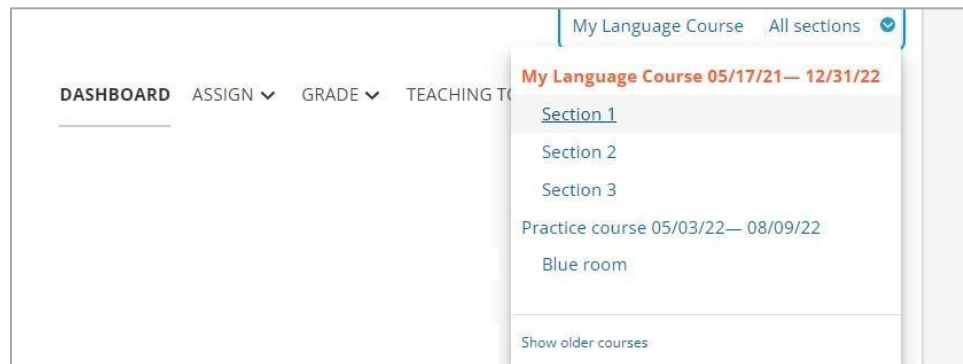 My Language Course All sections
DASHBOARD ASSIGN GRADE TEACHING
My Language Course 05/17/21— 12/31/22
Section 1
Section 2
Section 3
Practice course 05/03/22— 08/09/22
Blue room
Show older courses